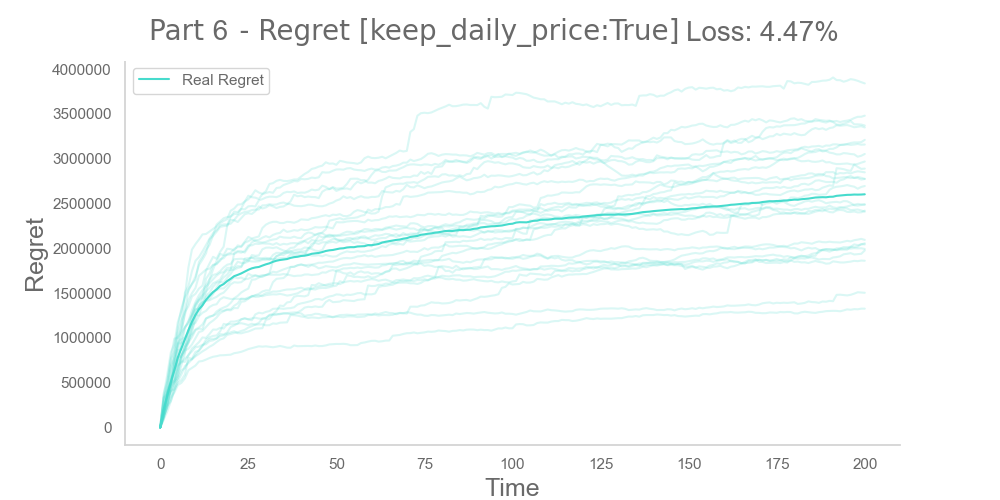 Part 6 - Regret [keep_daily_price:True] Loss: 4.47%
Real Regret
4000000
3500000
3000000
2500000
2000000
1500000
1000000
500000
0
Regret
0 25 50 75 100 125 150 175 200
Time